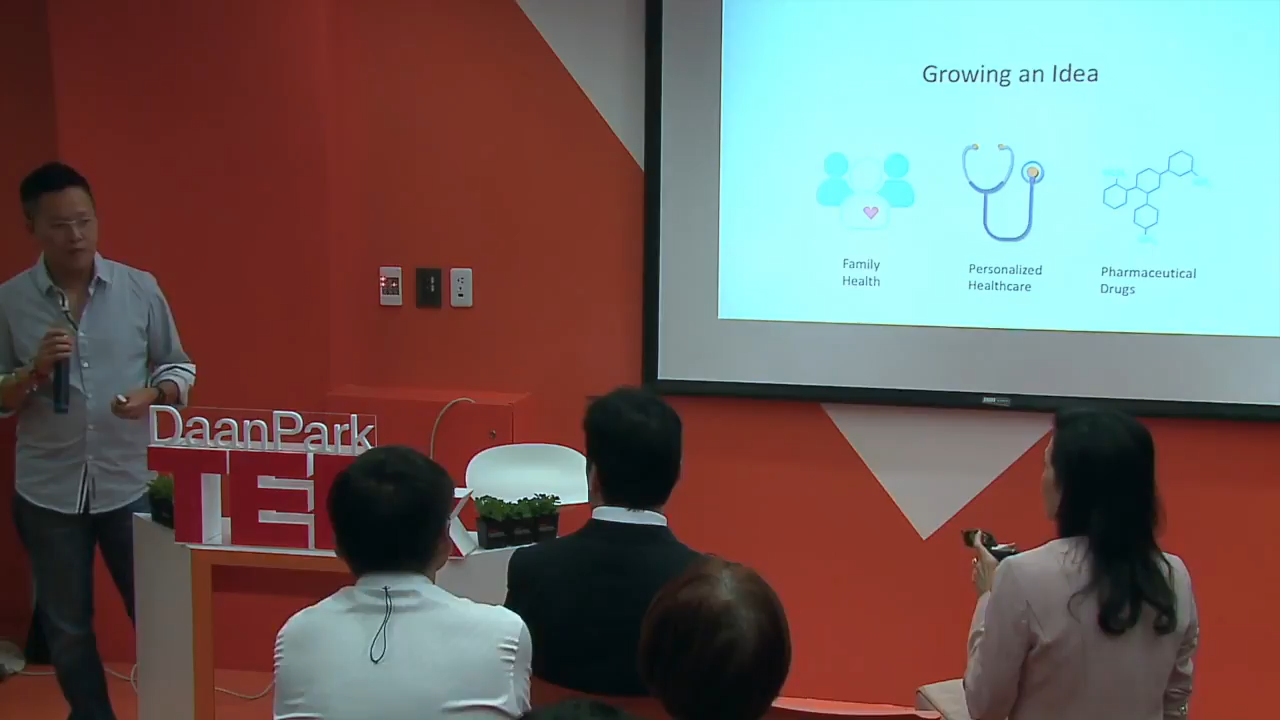 Growing an Idea
Family
Health
Personalized
Healthcare
Pharmaceutical
Drugs
DaanPark
TED